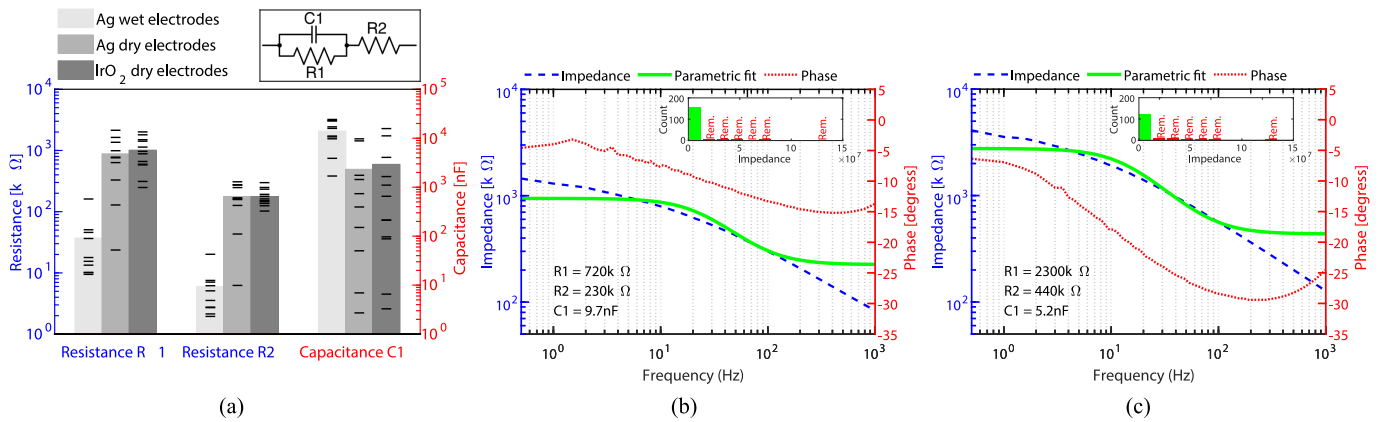 Ag wet electrodes
Ag dry electrodes
IrO2 dry electrodes
C1
R2
R1
Resistance [k Ω]
10^4
10^3
10^2
10^1
10^0
10^5
10^4
10^3
10^2
10^1
10^0
Capacitance [nF]
Resistance R 1
Resistance R2
Capacitance C1
(a)
Impedance
Parametric fit
Phase
Impedance [k Ω]
10^4
10^3
10^2
Count
200
100
0
Rem.
Rem.
Rem.
Rem.
Rem.
0
5
10
15
Impedance
× 10^7
R1 = 720k Ω
R2 = 230k Ω
C1 = 9.7nF
5
0
-5
-10
-15
-20
-25
-30
-35
Phase [degress]
10^0
10^1
10^2
10^3
Frequency (Hz)
(b)
Impedance
Parametric fit
Phase
Impedance [k Ω]
10^4
10^3
10^2
Count
200
100
0
Rem.
Rem.
Rem.
Rem.
Rem.
Rem.
0
5
10
15
Impedance
× 10^7
R1 = 2300k Ω
R2 = 440k Ω
C1 = 5.2nF
5
0
-5
-10
-15
-20
-25
-30
-35
Phase [degress]
10^0
10^1
10^2
10^3
Frequency (Hz)
(c)